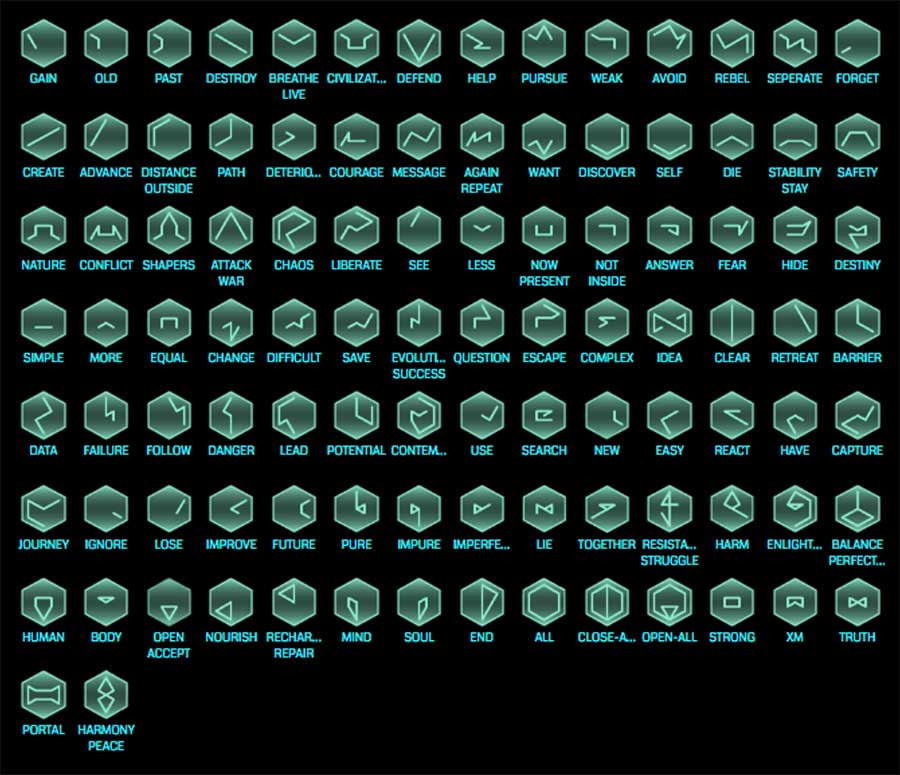 GAIN OLD PAST DESTROY BREATHE CIVILIZAT... DEFEND HELP PURSUE WEAK AVOID REBEL SEPERATE FORGET
LIVE
CREATE ADVANCE DISTANCE PATH DETERIO... COURAGE MESSAGE AGAIN WANT DISCOVER SELF DIE STABILITY SAFETY
OUTSIDE REPEAT STAY
NATURE CONFLICT SHAPERS ATTACK CHAOS LIBERATE SEE LESS NOW NOT ANSWER FEAR HIDE DESTINY
WAR PRESENT INSIDE
SIMPLE MORE EQUAL CHANGE DIFFICULT SAVE EVOLUTI... QUESTION ESCAPE COMPLEX IDEA CLEAR RETREAT BARRIER
SUCCESS
DATA FAILURE FOLLOW DANGER LEAD POTENTIAL CONTEM... USE SEARCH NEW EASY REACT HAVE CAPTURE
JOURNEY IGNORE LOSE IMPROVE FUTURE PURE IMPURE IMPERFE... LIE TOGETHER RESISTA... HARM ENLIGHT... BALANCE
STRUGGLE PERFECT...
HUMAN BODY OPEN NOURISH RECHAR... MIND SOUL END ALL CLOSE-A... OPEN-ALL STRONG XM TRUTH
ACCEPT REPAIR
PORTAL HARMONY
PEACE